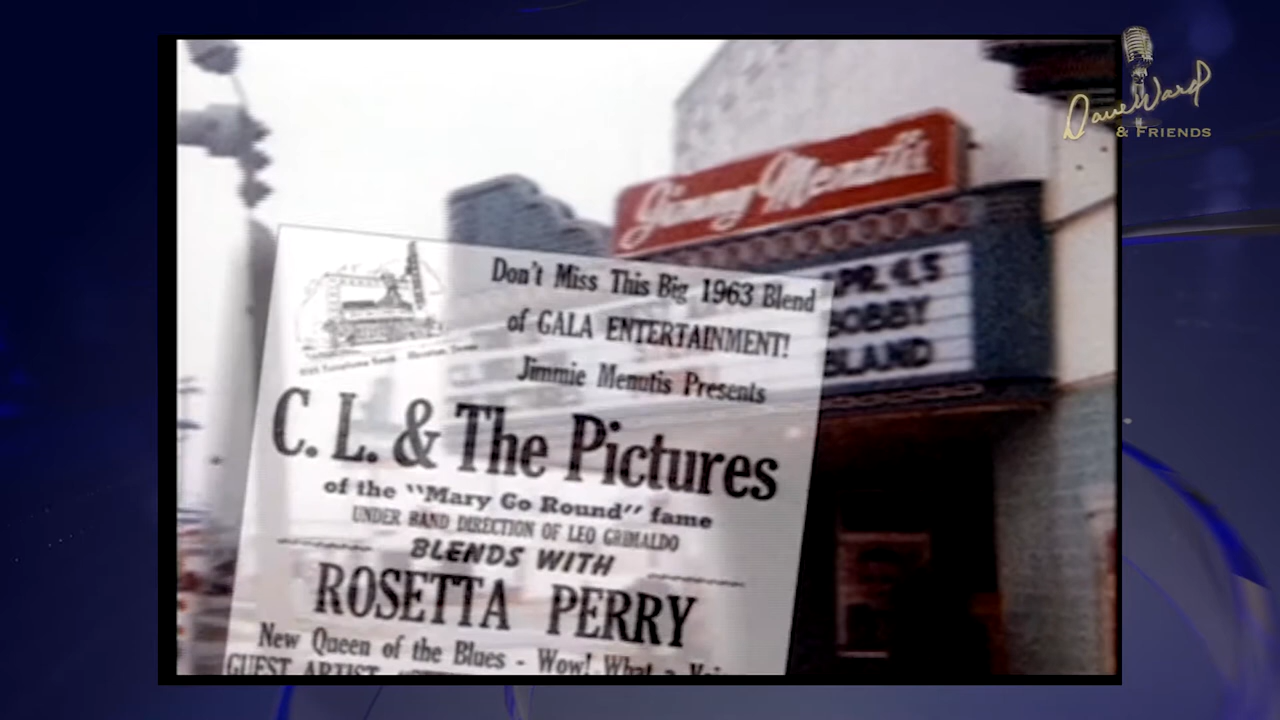 Dave Ward
& FRIENDS
Jimmy Menutis
APR. 4,5
BOBBY
BLAND
Don't Miss This Big 1963 Blend
of GALA ENTERTAINMENT!
Jimmie Menutis Presents
C. L. & The Pictures
of the "Mary Go Round" fame
UNDER BAND DIRECTION OF LEO GRIMALDO
BLENDS WITH
ROSETTA PERRY
New Queen of the Blues - Wow! What a
GUEST ARTIST